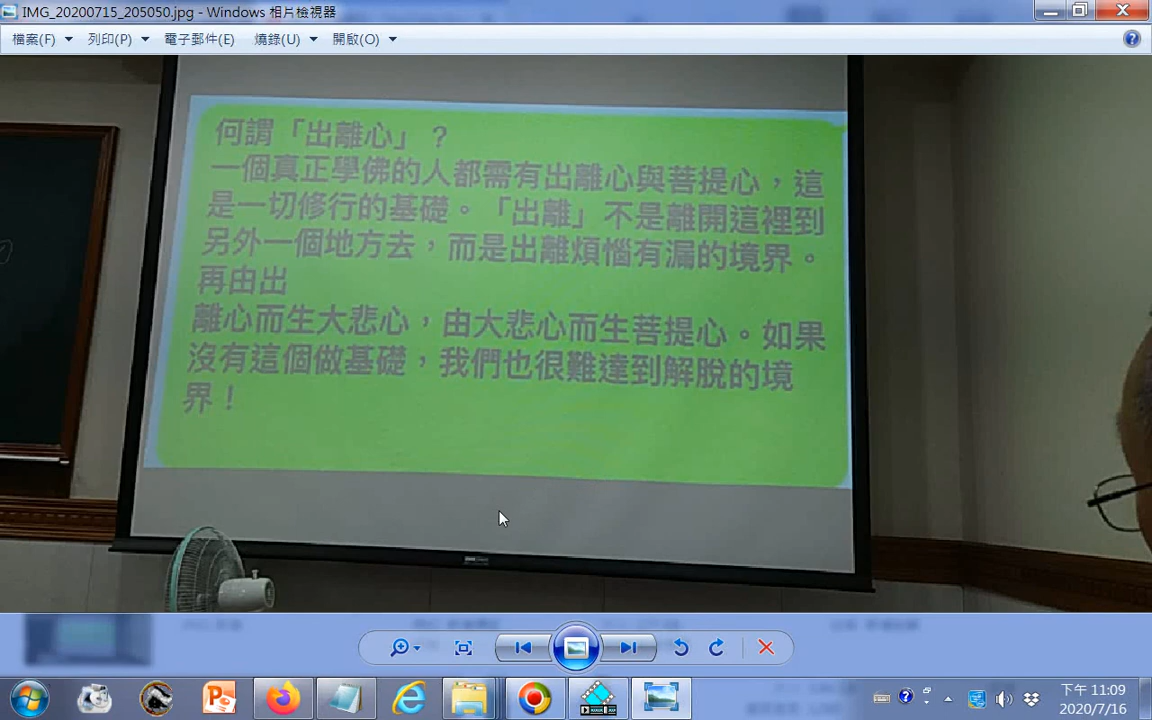 IMG_20200715_205050.jpg - Windows 相片檢視器
檔案(F) 列印(P) 電子郵件(E) 燒錄(U) 開啟(O)
何謂「出離心」？
一個真正學佛的人都需有出離心與菩提心，這
是一切修行的基礎。「出離」不是離開這裡到
另外一個地方去，而是出離煩惱有漏的境界。
再由出
離心而生大悲心，由大悲心而生菩提心。如果
沒有這個做基礎，我們也很難達到解脫的境
界！
下午 11:09
2020/7/16